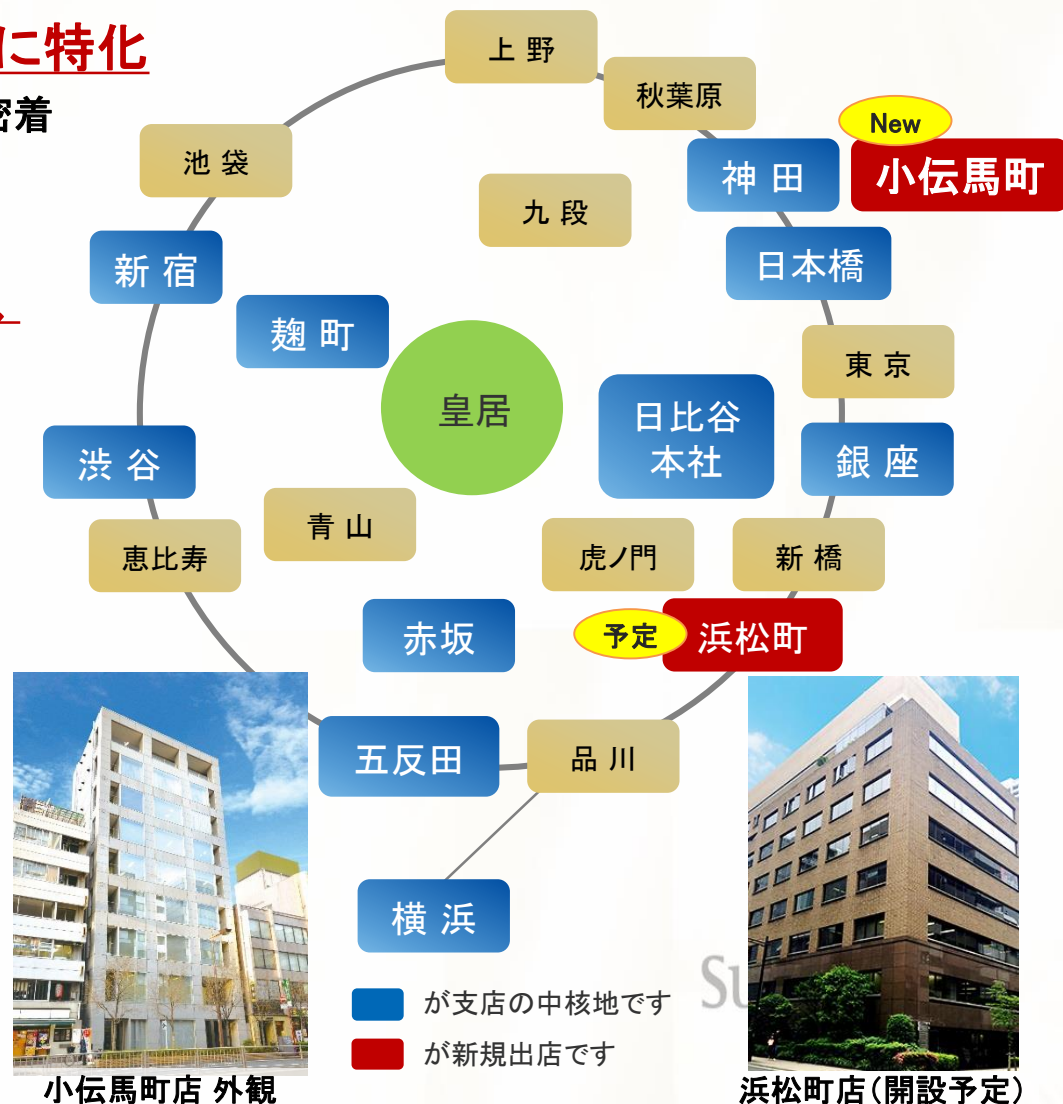 に特化
密着
上 野
秋葉原
New
池 袋
神 田
小伝馬町
九 段
新 宿
日本橋
麹 町
東 京
皇居
日比谷
本社
渋 谷
銀 座
青 山
恵比寿
虎ノ門
新 橋
赤坂
予定
浜松町
五反田
品 川
横 浜
Su
が支店の中核地です
が新規出店です
小伝馬町店 外観
浜松町店(開設予定)